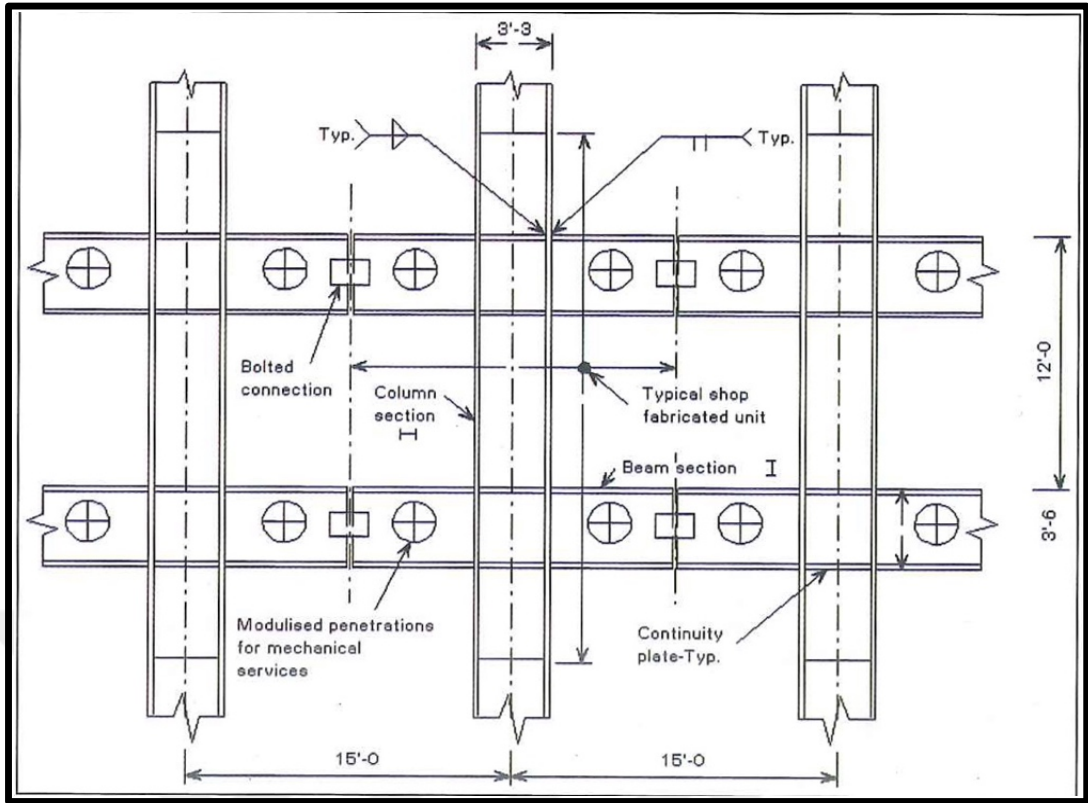 3'-3
Typ.
Typ.
Bolted
connection
Column
section
Typical shop
fabricated unit
12'-0
Beam section
3'-6
Modulised penetrations
for mechanical
services
Continuity
plate-Typ.
15'-0
15'-0